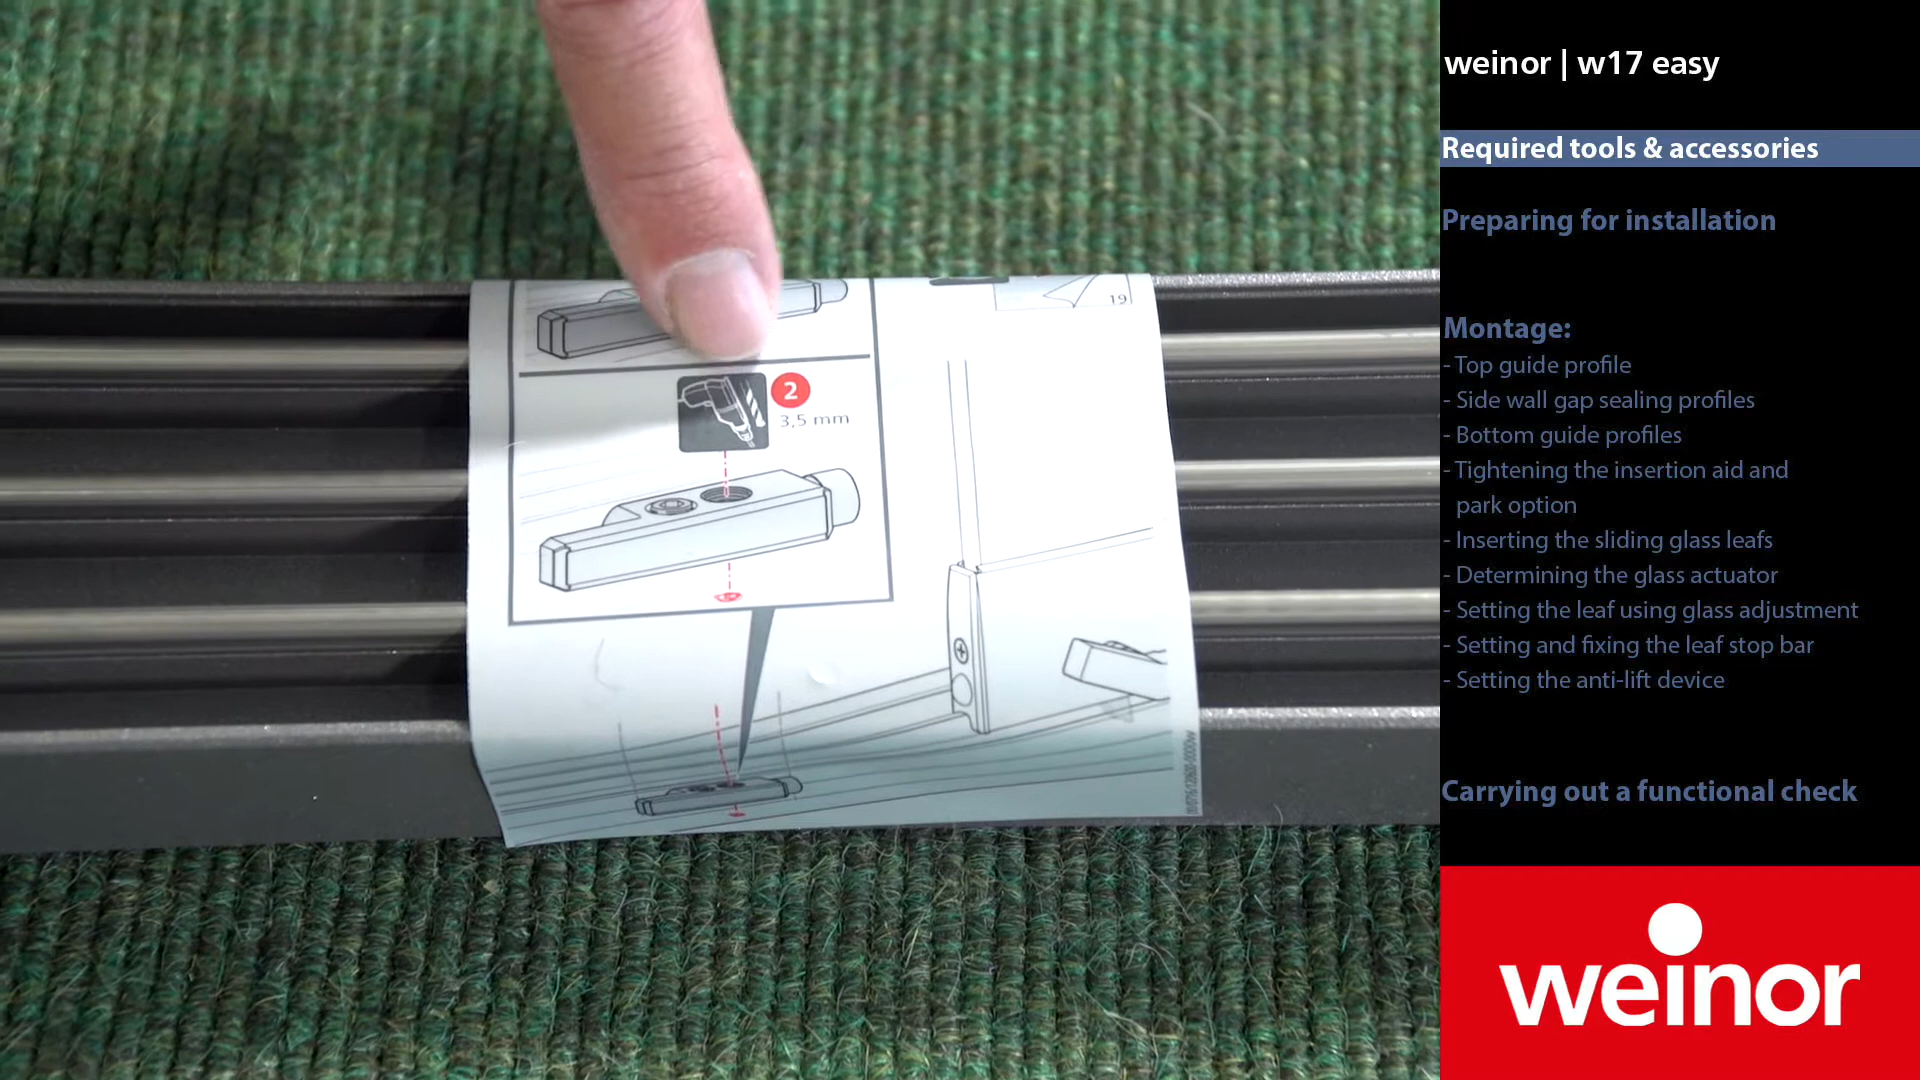 19
2
3,5 mm
weinor | w17 easy
Required tools & accessories
Preparing for installation
Montage:
- Top guide profile
- Side wall gap sealing profiles
- Bottom guide profiles
- Tightening the insertion aid and
park option
- Inserting the sliding glass leafs
- Determining the glass actuator
- Setting the leaf using glass adjustment
- Setting and fixing the leaf stop bar
- Setting the anti-lift device
Carrying out a functional check
weinor